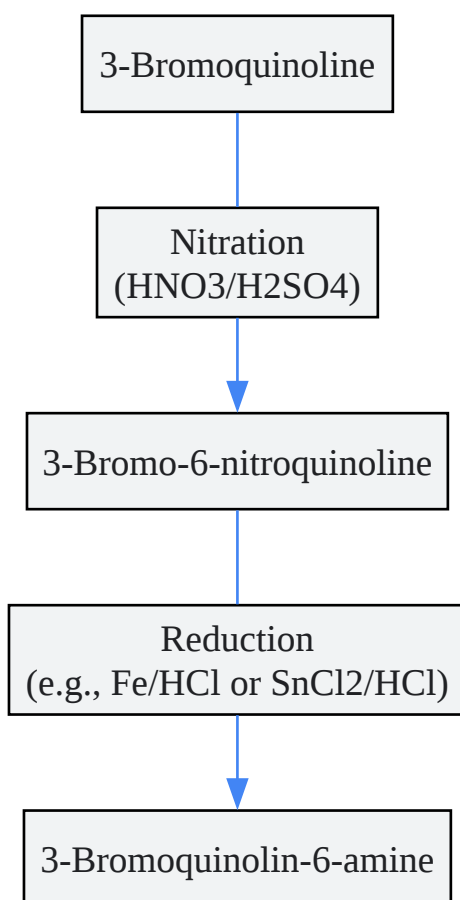 3-Bromoquinoline
Nitration
(HNO3/H2SO4)
3-Bromo-6-nitroquinoline
Reduction
(e.g., Fe/HCl or SnCl2/HCl)
3-Bromoquinolin-6-amine